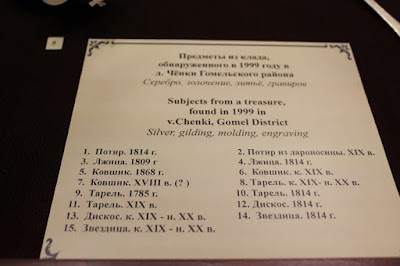 Предметы из клада,
обнаруженного в 1999 году в
д. Чёнки Гомельского района
Серебро, золочение, литьё, гравиров
Subjects from a treasure,
found in 1999 in
v.Chenki, Gomel District
Silver, gilding, molding, engraving
1. Потир. 1814 г. 2. Потир из дароносицы. XIX в.
3. Лжица. 1809 г 4. Лжица. 1814 г.
5. Ковшик. 1868 г. 6. Ковшик. к. XIX в.
7. Ковшик. XVIII в. (?) 8. Тарель. к. XIX- н. XX в.
9. Тарель. 1785 г. 10. Тарель. 1814 г.
11. Тарель. XIX в. 12. Дискос. 1814 г.
13. Дискос. к. XIX - н. XX в. 14. Звездица. 1814 г.
15. Звездица. к. XIX - н. XX в.